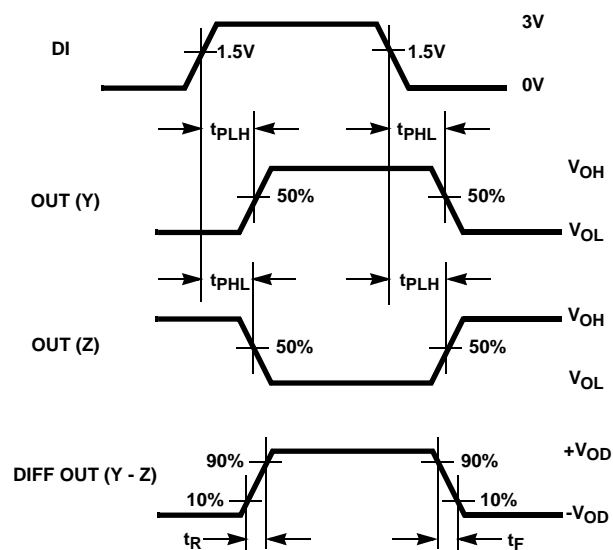 3V
DI
1.5V
1.5V
0V
tPLH
tPHL
VOH
50%
50%
OUT (Y)
VOL
tPHL
tPLH
VOH
OUT (Z)
50%
50%
VOL
+VOD
90%
90%
DIFF OUT (Y - Z)
10%
10%
-VOD
tR
tF